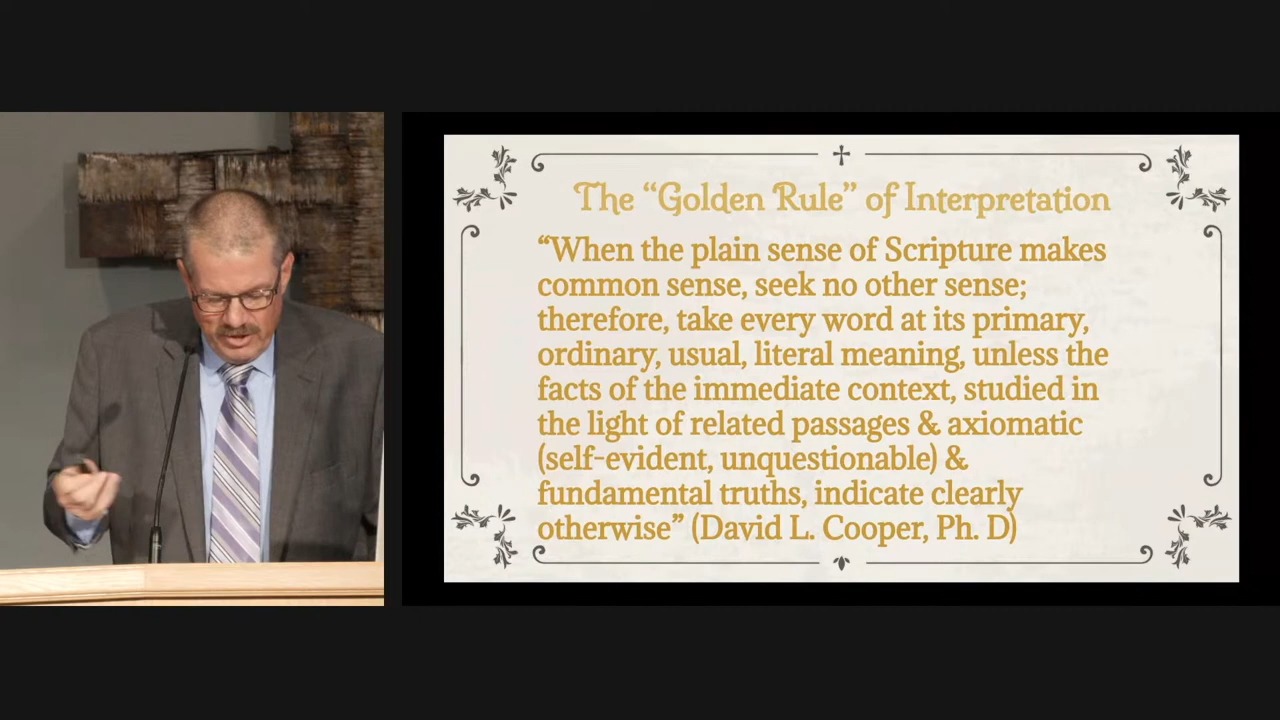 The “Golden Rule” of Interpretation
“When the plain sense of Scripture makes
common sense, seek no other sense;
therefore, take every word at its primary,
ordinary, usual, literal meaning, unless the
facts of the immediate context, studied in
the light of related passages & axiomatic
(self-evident, unquestionable) &
fundamental truths, indicate clearly
otherwise” (David L. Cooper, Ph. D)